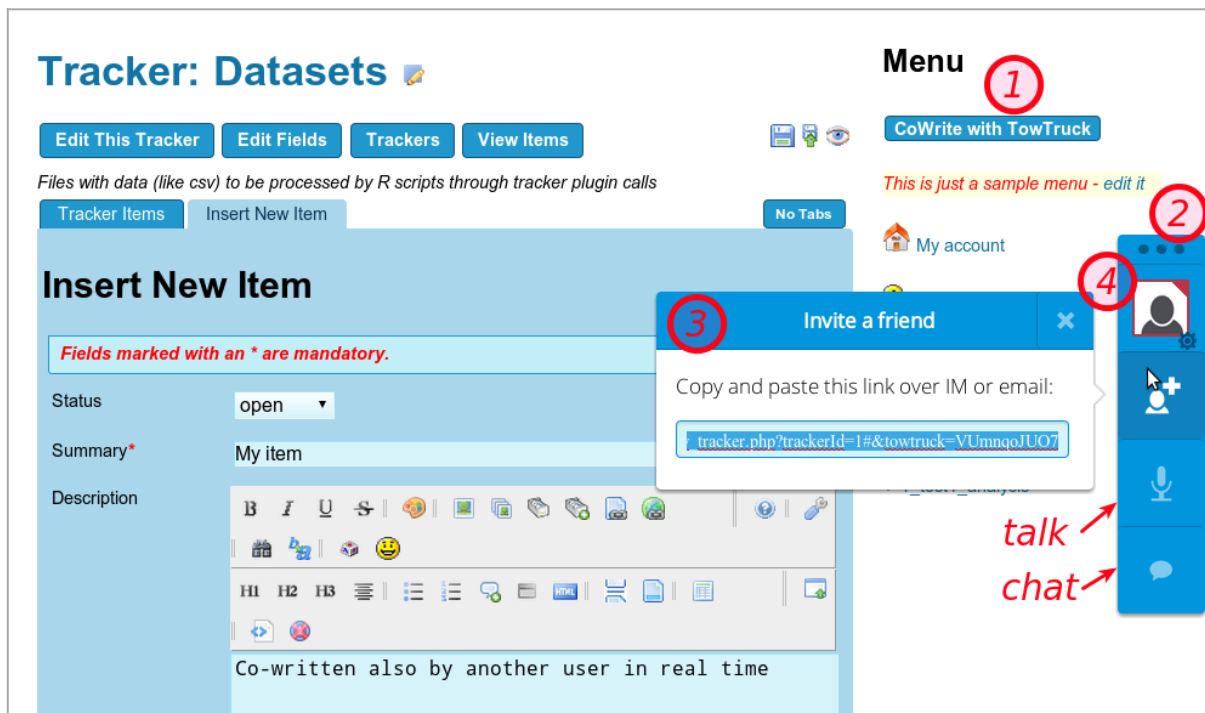 Tracker: Datasets
Edit This Tracker Edit Fields Trackers View Items
Files with data (like csv) to be processed by R scripts through tracker plugin calls
Tracker Items Insert New Item No Tabs
Insert New Item
Fields marked with an * are mandatory.
Status open
Summary* My item
Description
B I U S
H1 H2 H3 HTML
Co-written also by another user in real time
Menu
1
CoWrite with TowTruck
This is just a sample menu - edit it
2
My account
4
3 Invite a friend
Copy and paste this link over IM or email:
_tracker.php?trackerId=1#&towtruck=VUmnqoJUO7
talk
chat